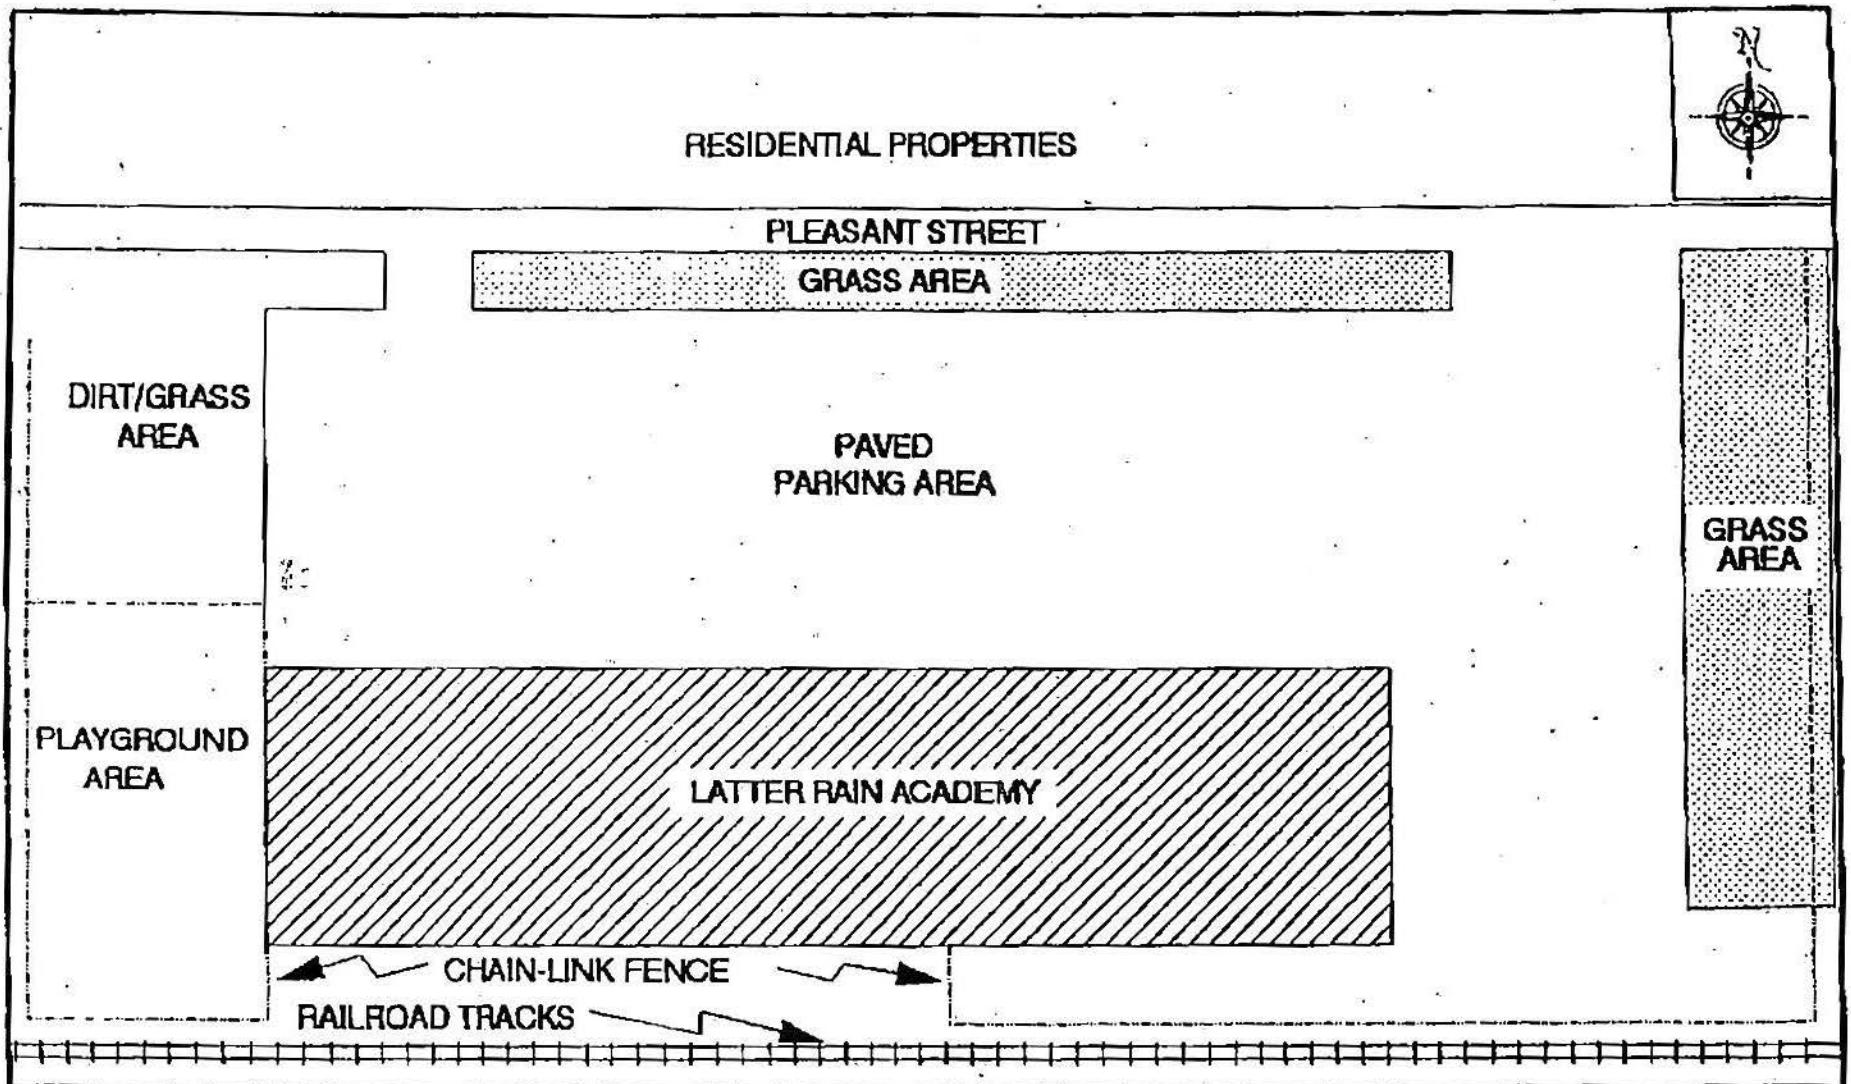 N
RESIDENTIAL PROPERTIES
PLEASANT STREET
GRASS AREA
DIRT/GRASS
AREA
PAVED
PARKING AREA
GRASS
AREA
PLAYGROUND
AREA
LATTER RAIN ACADEMY
CHAIN-LINK FENCE
RAILROAD TRACKS